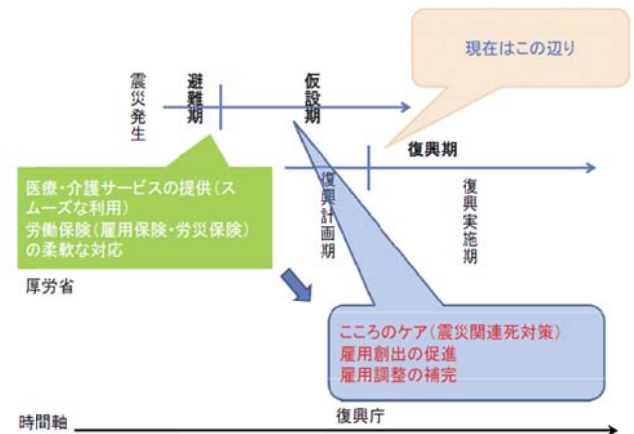 現在はこの辺り
震災発生
避難期
仮設期
復興期
医療・介護サービスの提供（ス
ムーズな利用）
労働保険（雇用保険・労災保険）
の柔軟な対応
復興計画期
復興実施期
厚労省
こころのケア（震災関連死対策）
雇用創出の促進
雇用調整の補完
復興庁
時間軸